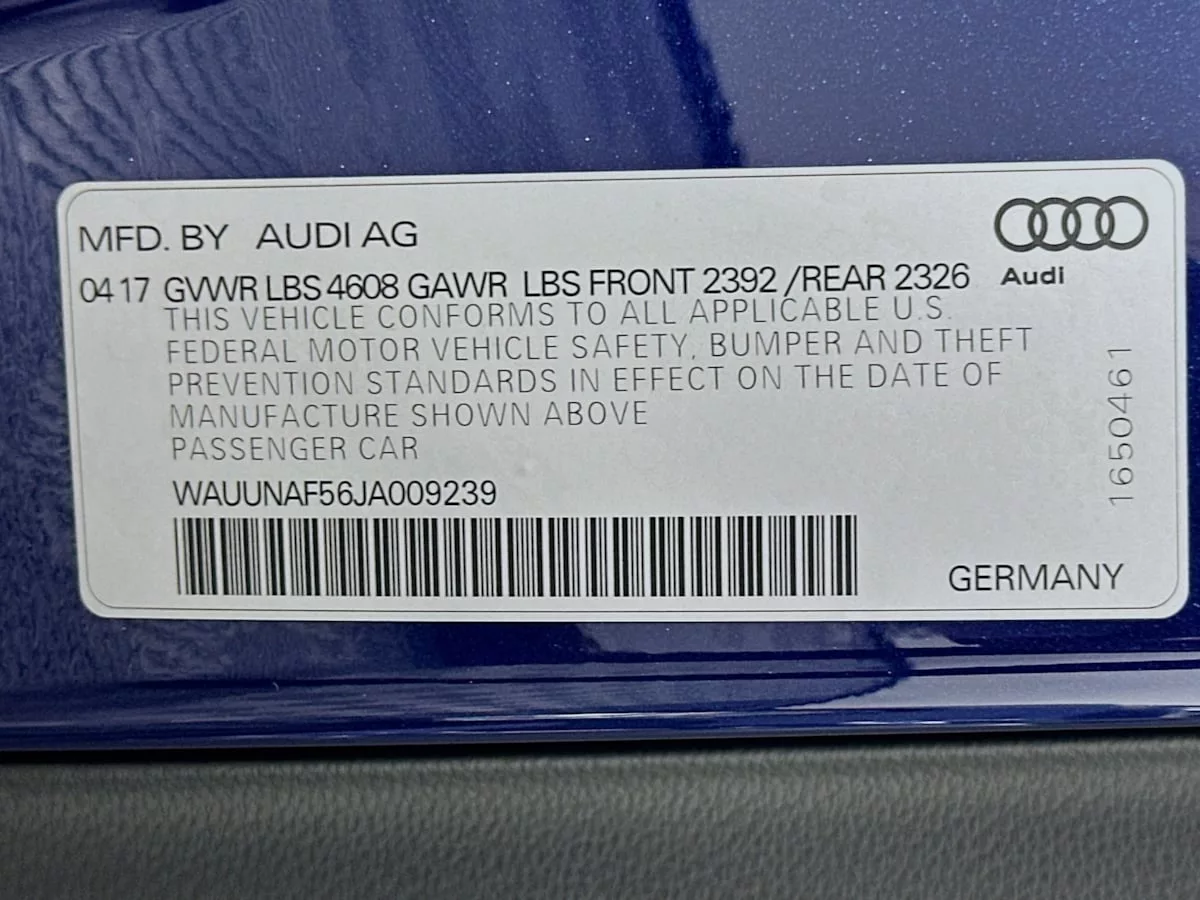 MFD. BY AUDI AG
Audi
04 17 GVWR LBS 4608 GAWR LBS FRONT 2392 /REAR 2326
THIS VEHICLE CONFORMS TO ALL APPLICABLE U.S.
FEDERAL MOTOR VEHICLE SAFETY, BUMPER AND THEFT
PREVENTION STANDARDS IN EFFECT ON THE DATE OF
MANUFACTURE SHOWN ABOVE
PASSENGER CAR
WAUUNAF56JA009239
1650461
GERMANY